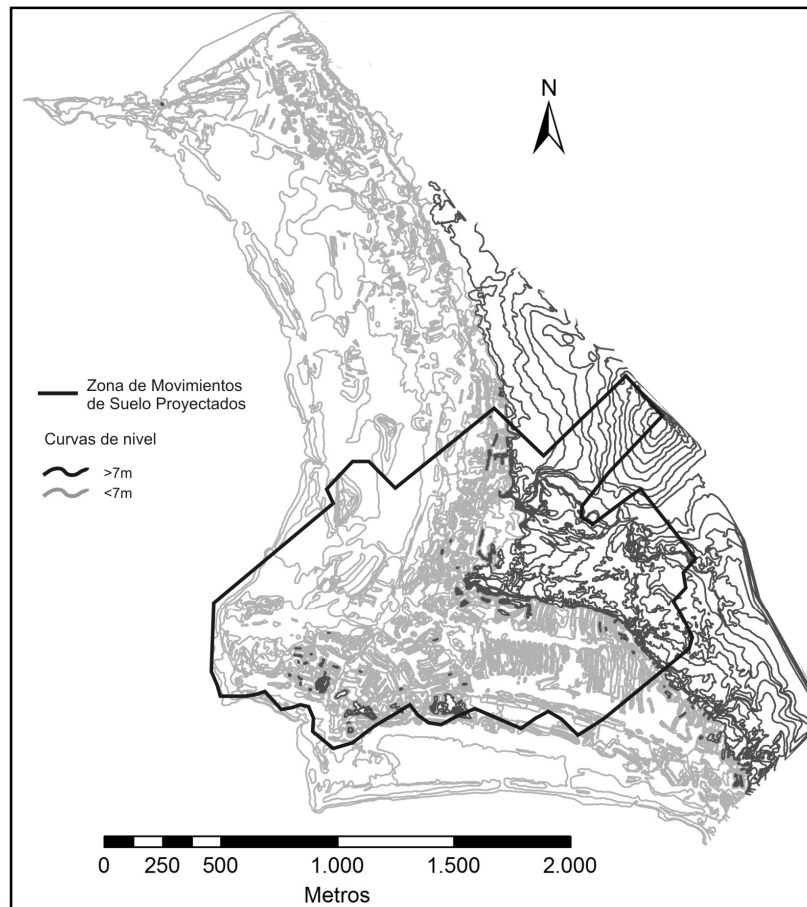 N
Zona de Movimientos
de Suelo Proyectados
Curvas de nivel
>7m
<7m
0 250 500 1.000 1.500 2.000
Metros